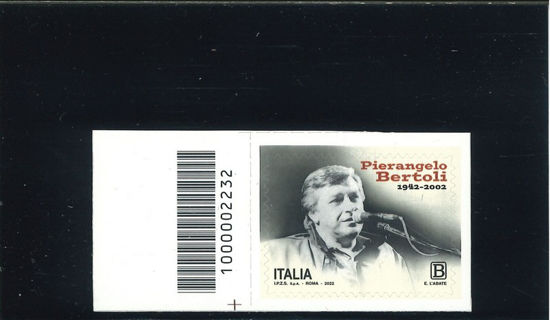 1000002232
Pierangelo
Bertoli
1942-2002
ITALIA
B
I.P.Z.S. S.p.A. - ROMA - 2022
E. L'ABATE